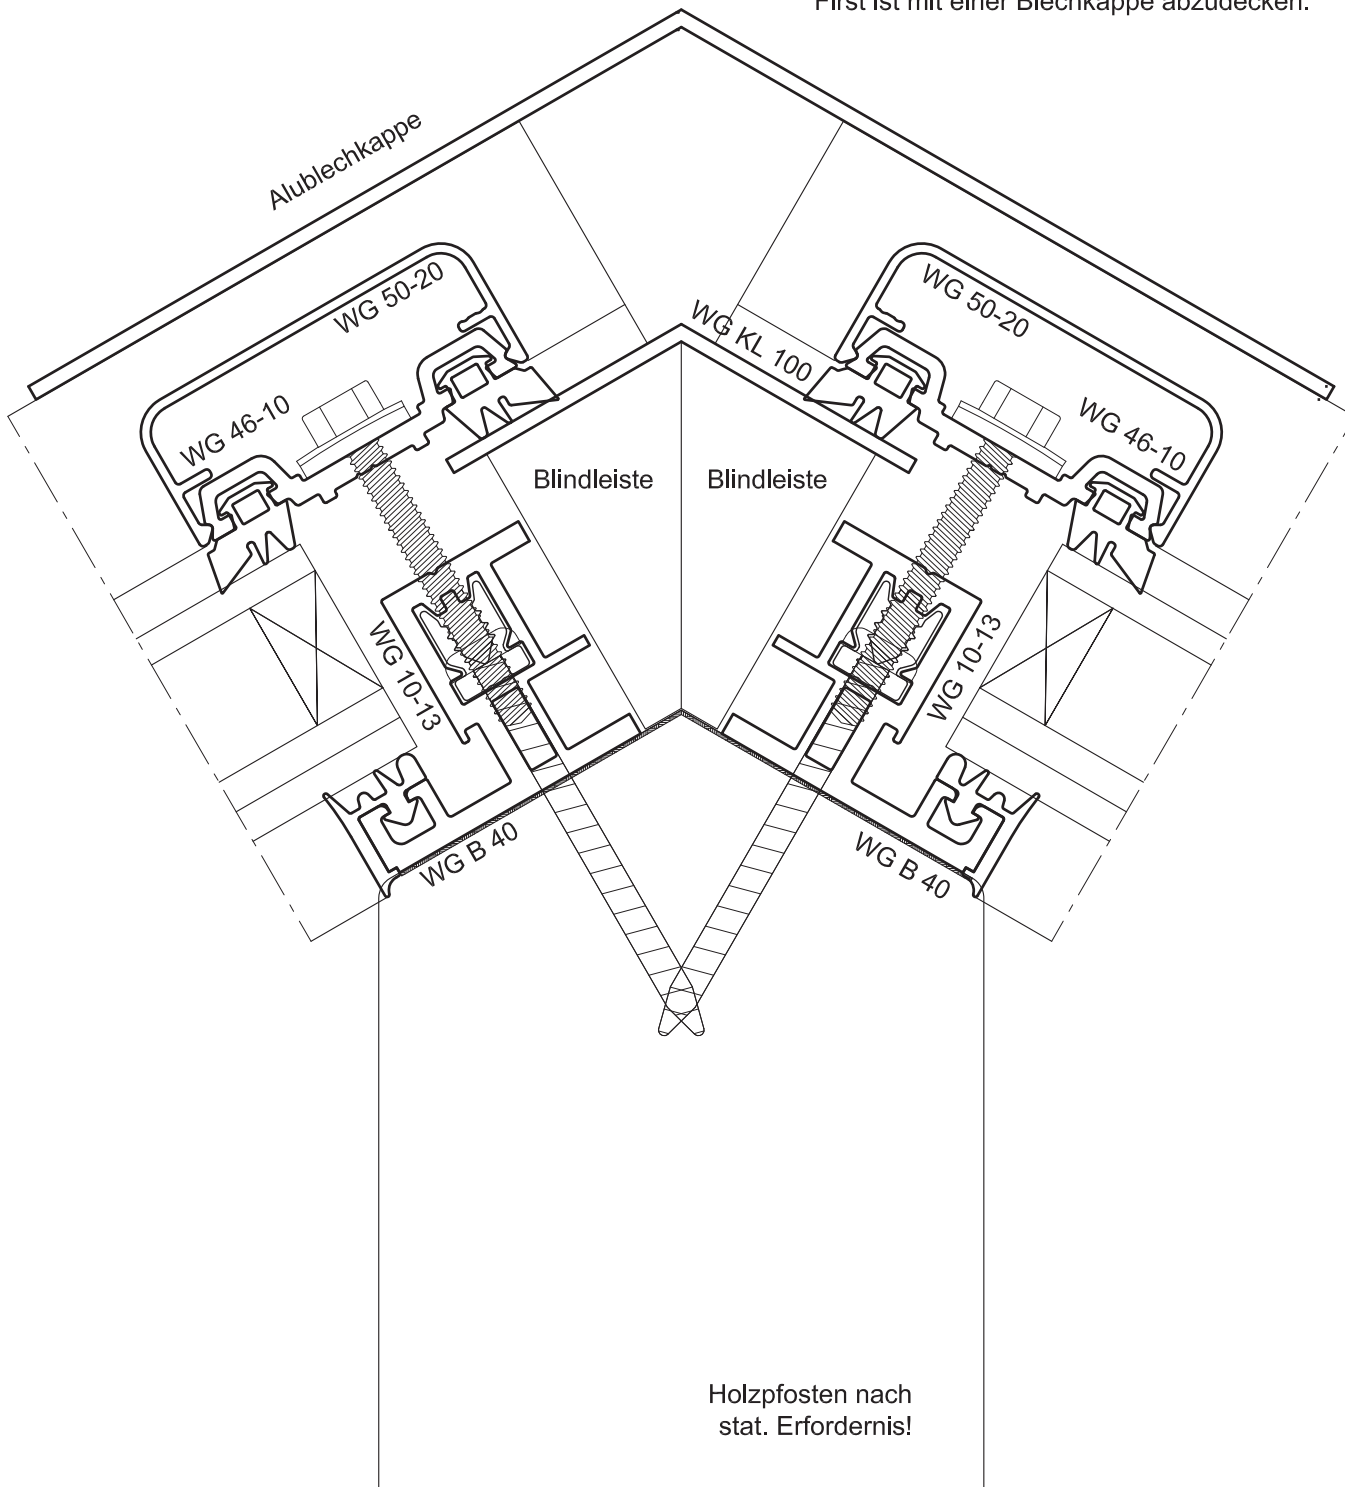 First ist mit einer Blechkappe abzudecken.
Alublechkappe
WG 50-20
WG 50-20
WG KL 100
WG 46-10
WG 46-10
Blindleiste
Blindleiste
WG 10-13
WG 10-13
WG B 40
WG B 40
Holzpfosten nach
stat. Erfordernis!